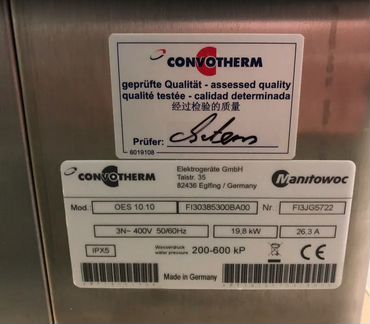 CONVOTHERM
geprüfte Qualität - assessed quality
qualité testée - calidad determinada
经过检验的质量
Prüfer:
6019108
CONVOTHERM
Elektrogeräte GmbH
Talstr. 35
82436 Eglfing / Germany
Manitowoc
Mod. OES 10 10 FI30385300BA00 Nr. FI3JG5722
3N~ 400V 50/60Hz 19,8 kW 26.3 A
IPX5 Wasserdruck water pressure 200-600 kP
CE Made in Germany